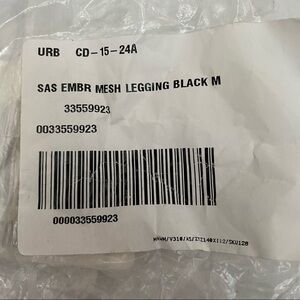 URB CD-15-24A
SAS EMBR MESH LEGGING BLACK M
33559923
0033559923
000033559923